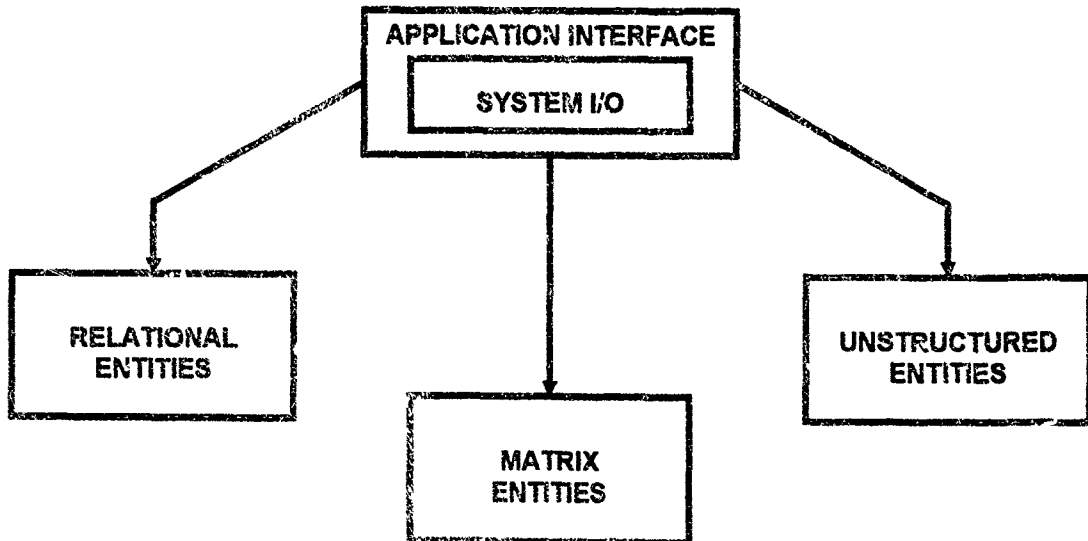 APPLICATION INTERFACE
SYSTEM I/O
RELATIONAL
ENTITIES
MATRIX
ENTITIES
UNSTRUCTURED
ENTITIES